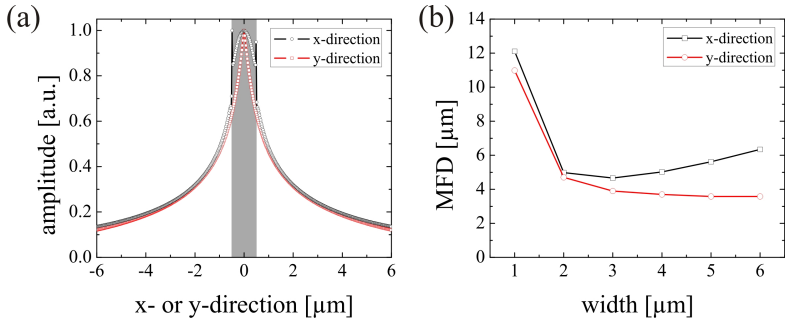 (a)
amplitude [a.u.]
1.0
0.8
0.6
0.4
0.2
0.0
-6 -4 -2 0 2 4 6
x- or y-direction [µm]
x-direction
y-direction
(b)
MFD [µm]
14
12
10
8
6
4
2
0
1 2 3 4 5 6
width [µm]
x-direction
y-direction